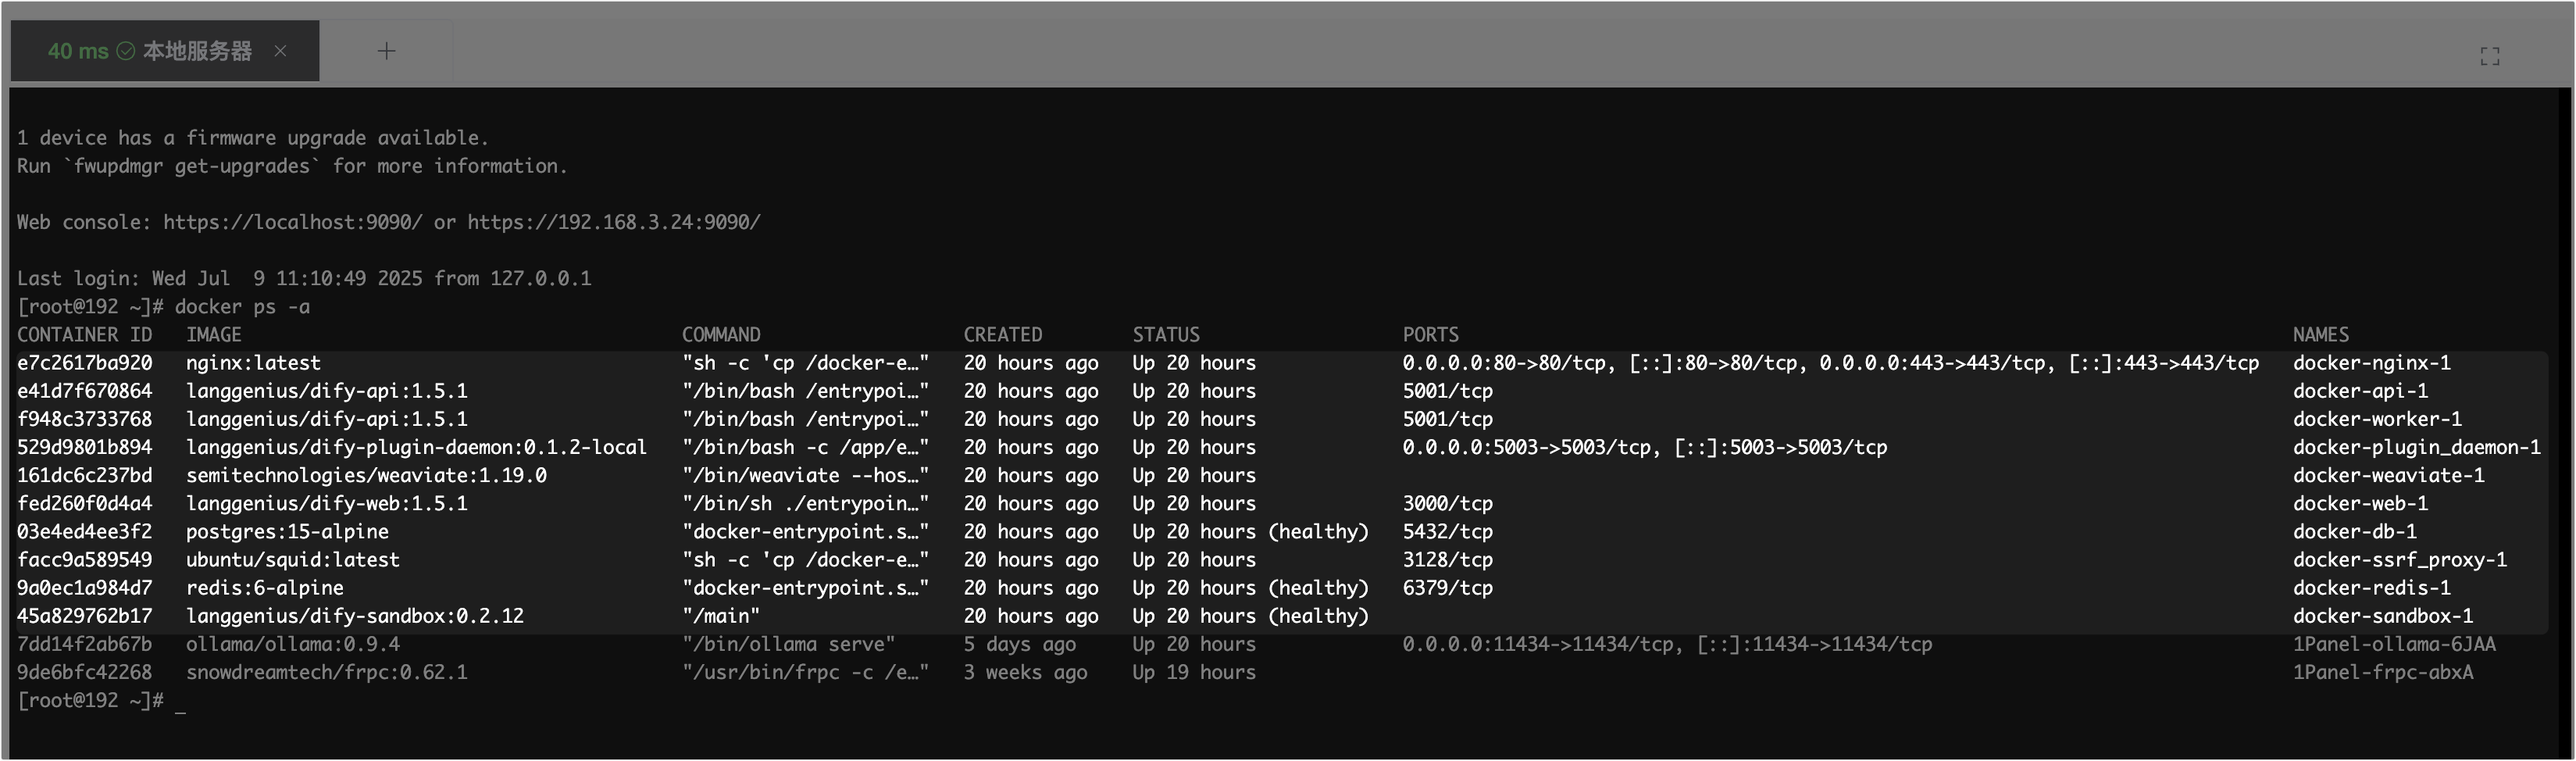 40 ms 本地服务器
1 device has a firmware upgrade available.
Run `fwupdmgr get-upgrades` for more information.
Web console: https://localhost:9090/ or https://192.168.3.24:9090/
Last login: Wed Jul  9 11:10:49 2025 from 127.0.0.1
[root@192 ~]# docker ps -a
CONTAINER ID   IMAGE   COMMAND   CREATED   STATUS   PORTS   NAMES
e7c2617ba920   nginx:latest   "sh -c 'cp /docker-e…"   20 hours ago   Up 20 hours   0.0.0.0:80->80/tcp, [::]:80->80/tcp, 0.0.0.0:443->443/tcp, [::]:443->443/tcp   docker-nginx-1
e41d7f670864   langgenius/dify-api:1.5.1   "/bin/bash /entrypoi…"   20 hours ago   Up 20 hours   5001/tcp   docker-api-1
f948c3733768   langgenius/dify-api:1.5.1   "/bin/bash /entrypoi…"   20 hours ago   Up 20 hours   5001/tcp   docker-worker-1
529d9801b894   langgenius/dify-plugin-daemon:0.1.2-local   "/bin/bash -c /app/e…"   20 hours ago   Up 20 hours   0.0.0.0:5003->5003/tcp, [::]:5003->5003/tcp   docker-plugin_daemon-1
161dc6c237bd   semitechnologies/weaviate:1.19.0   "/bin/weaviate --hos…"   20 hours ago   Up 20 hours   docker-weaviate-1
fed260f0d4a4   langgenius/dify-web:1.5.1   "/bin/sh ./entrypoin…"   20 hours ago   Up 20 hours   3000/tcp   docker-web-1
03e4ed4ee3f2   postgres:15-alpine   "docker-entrypoint.s…"   20 hours ago   Up 20 hours (healthy)   5432/tcp   docker-db-1
facc9a589549   ubuntu/squid:latest   "sh -c 'cp /docker-e…"   20 hours ago   Up 20 hours   3128/tcp   docker-ssrf_proxy-1
9a0ec1a984d7   redis:6-alpine   "docker-entrypoint.s…"   20 hours ago   Up 20 hours (healthy)   6379/tcp   docker-redis-1
45a829762b17   langgenius/dify-sandbox:0.2.12   "/main"   20 hours ago   Up 20 hours (healthy)   docker-sandbox-1
7dd14f2ab67b   ollama/ollama:0.9.4   "/bin/ollama serve"   5 days ago   Up 20 hours   0.0.0.0:11434->11434/tcp, [::]:11434->11434/tcp   1Panel-ollama-6JAA
9de6bfc42268   snowdreamtech/frpc:0.62.1   "/usr/bin/frpc -c /e…"   3 weeks ago   Up 19 hours   1Panel-frpc-abxA
[root@192 ~]# _